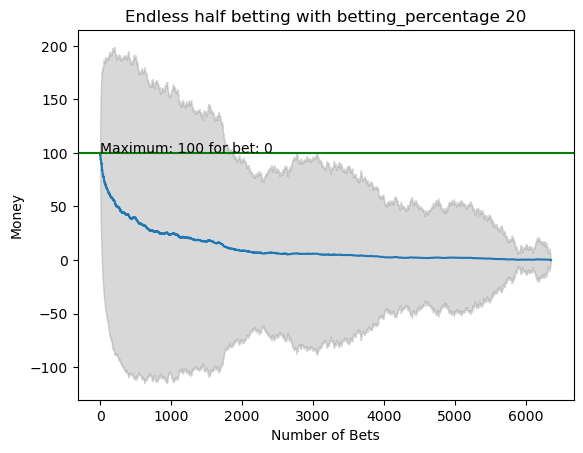 Endless half betting with betting_percentage 20
200
150
100
Maximum: 100 for bet: 0
50
0
−50
−100
Money
0 1000 2000 3000 4000 5000 6000
Number of Bets